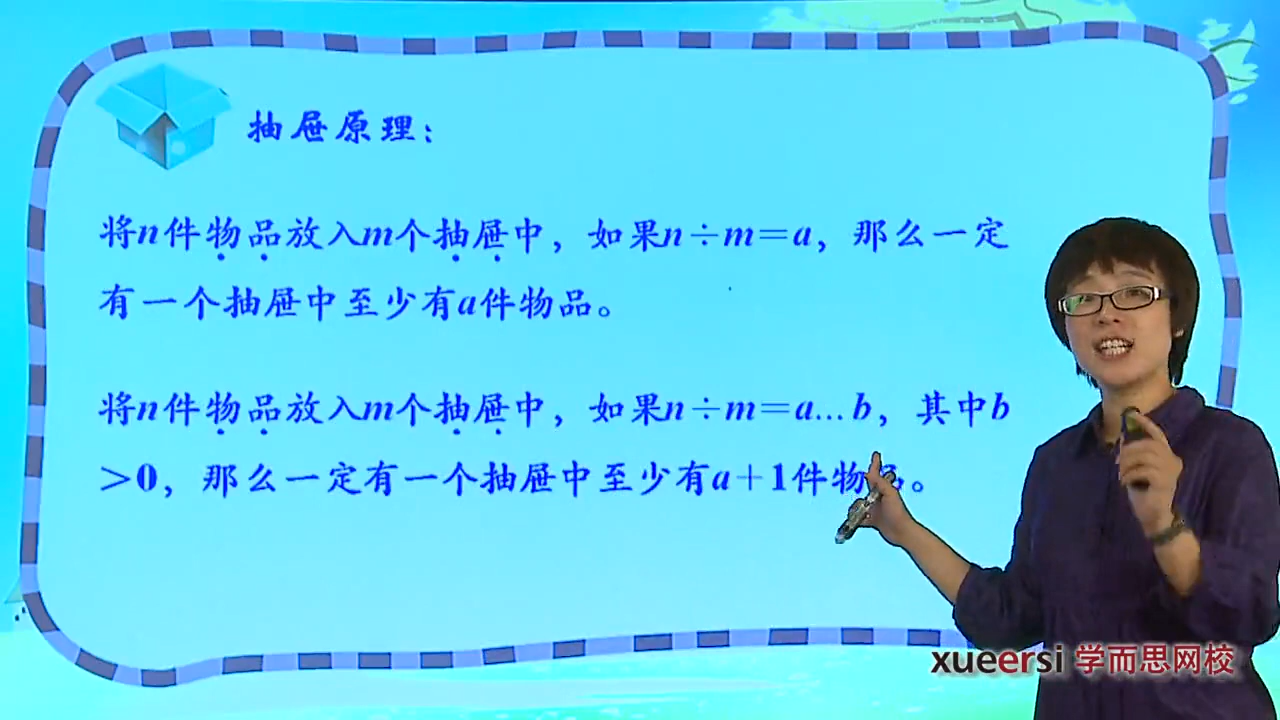 抽屉原理：
将n件物品放入m个抽屉中，如果n÷m＝a，那么一定
有一个抽屉中至少有a件物品。
将n件物品放入m个抽屉中，如果n÷m＝a…b，其中b
＞0，那么一定有一个抽屉中至少有a＋1件物品。
xueersi 学而思网校